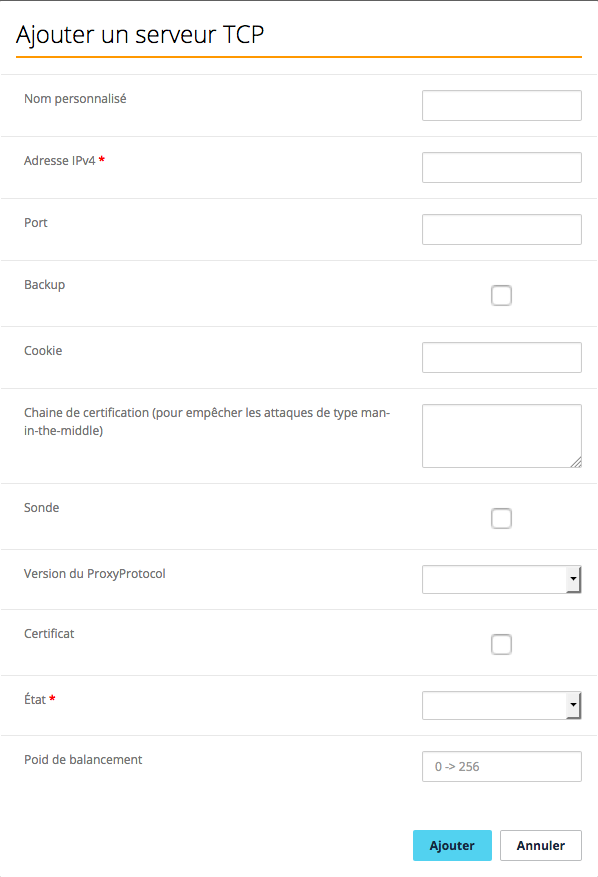 Ajouter un serveur TCP
Nom personnalisé
Adresse IPv4 *
Port
Backup
Cookie
Chaine de certification (pour empêcher les attaques de type man-
in-the-middle)
Sonde
Version du ProxyProtocol
Certificat
État *
Poid de balancement
0 -> 256
Ajouter
Annuler